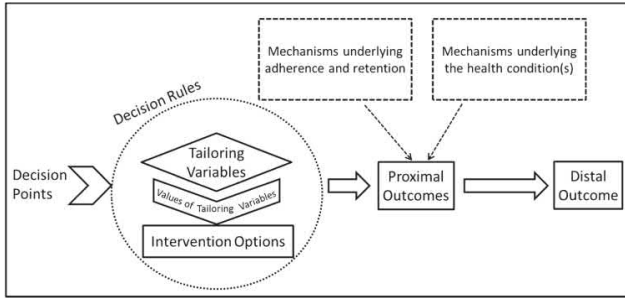 Mechanisms underlying
adherence and retention
Mechanisms underlying
the health condition(s)
Decision Rules
Decision
Points
Tailoring
Variables
Values of Tailoring Variables
Intervention Options
Proximal
Outcomes
Distal
Outcome